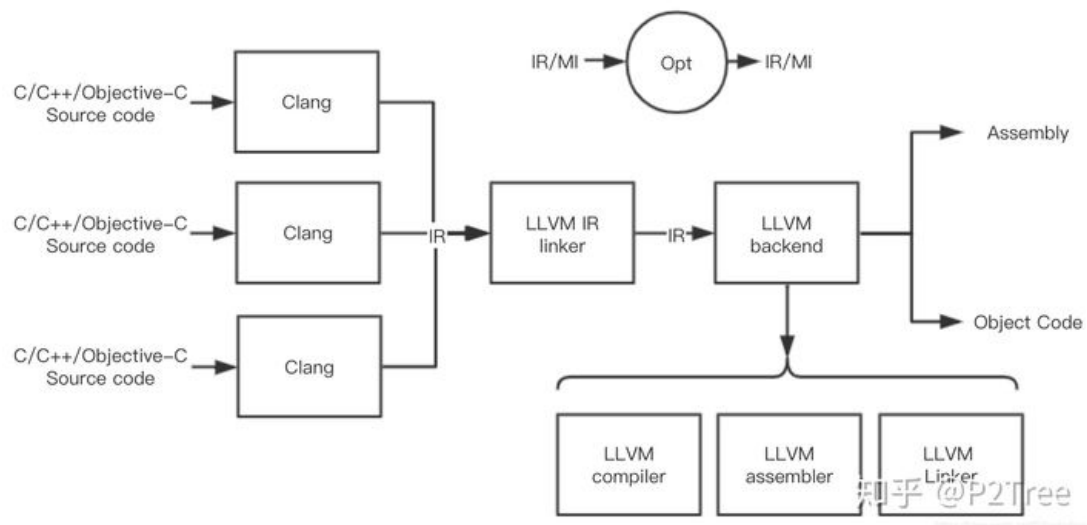 IR/MI
Opt
IR/MI
C/C++/Objective-C
Source code
Clang
Assembly
C/C++/Objective-C
Source code
Clang
IR
LLVM IR
linker
IR
LLVM
backend
Object Code
C/C++/Objective-C
Source code
Clang
LLVM
compiler
LLVM
assembler
LLVM
Linker
知乎 @P2Tree